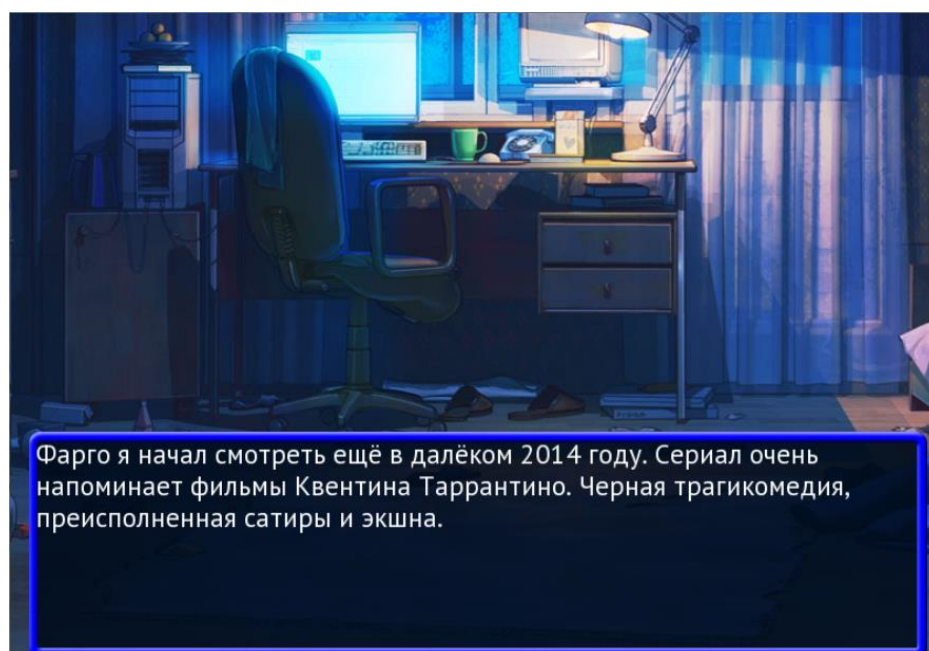 Фарго я начал смотреть ещё в далёком 2014 году. Сериал очень
напоминает фильмы Квентина Таррантино. Черная трагикомедия,
преисполненная сатиры и экшна.